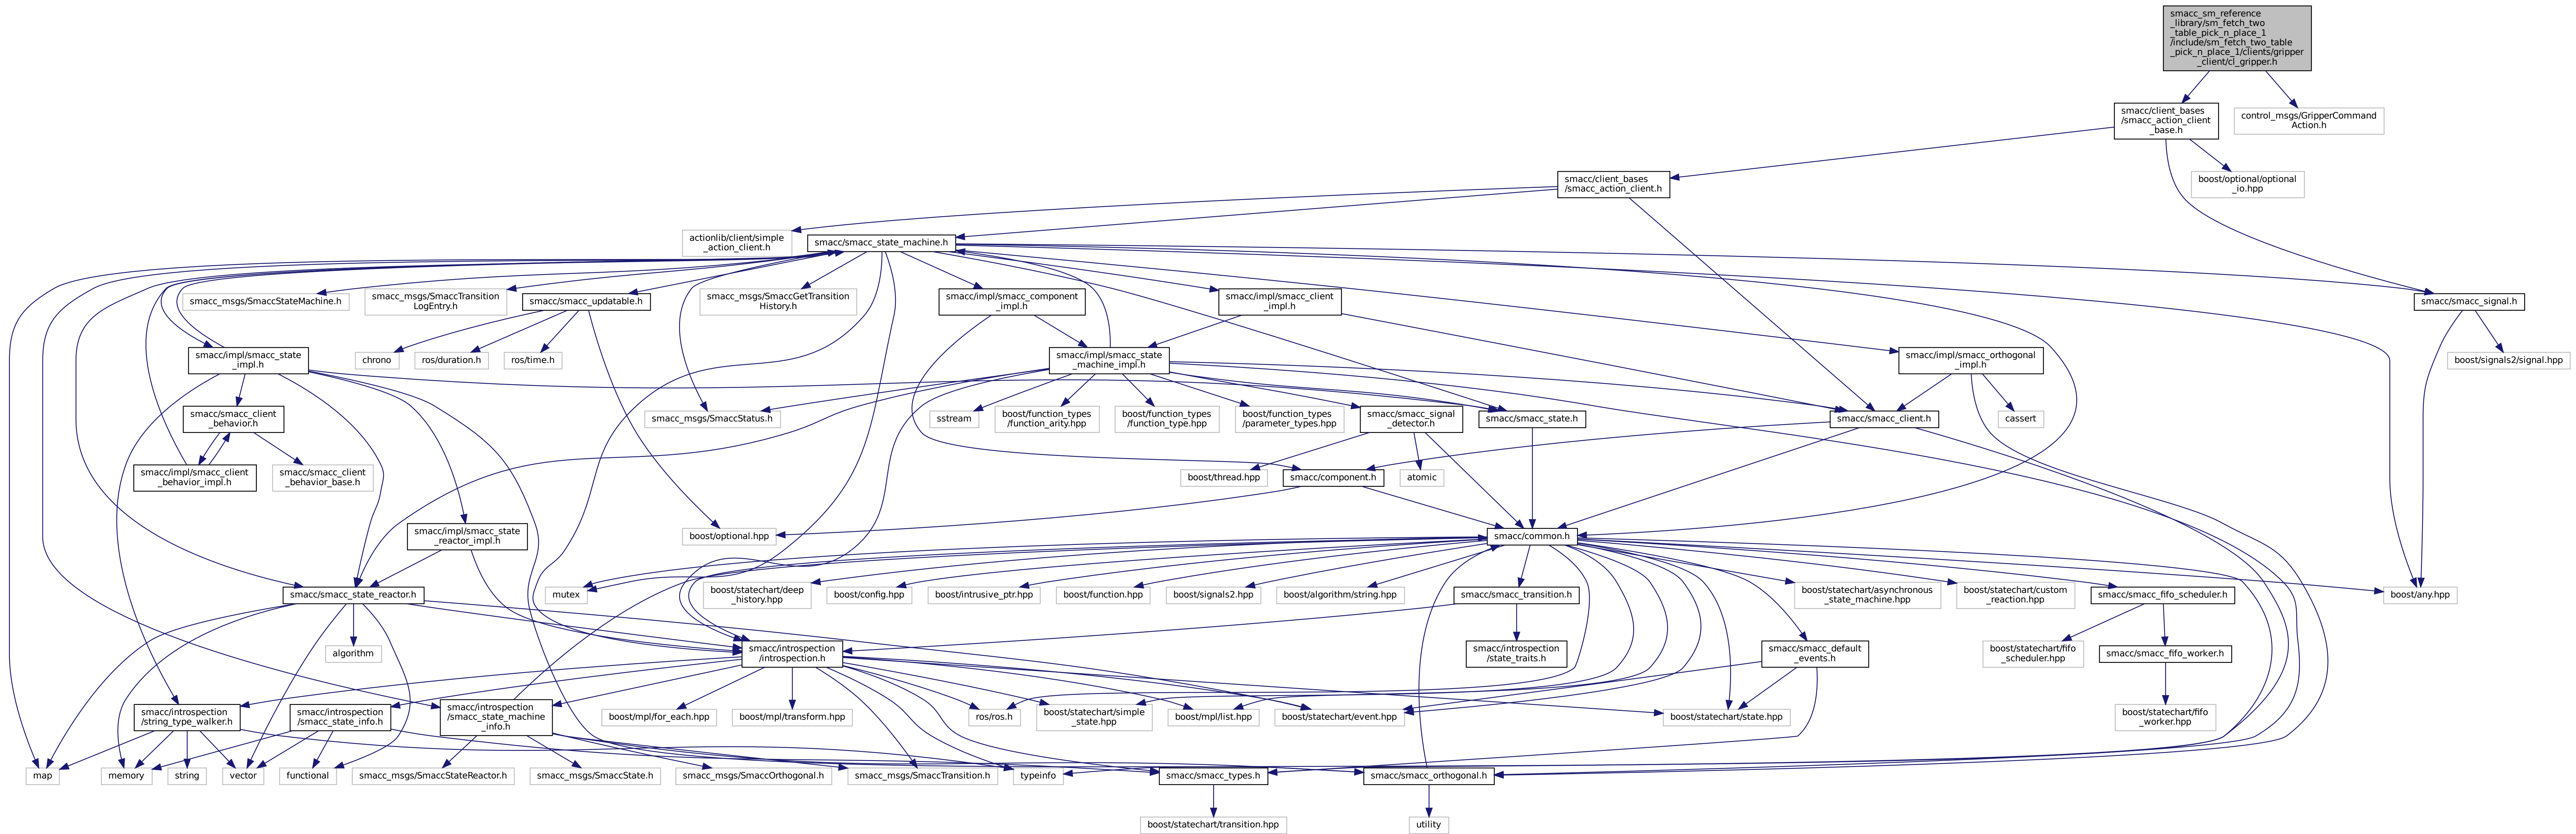 smacc_sm_reference
_library/sm_fetch_two
_table_pick_n_place_1
/include/sm_fetch_two_table
_pick_n_place_1/clients/gripper
_client/cl_gripper.h
smacc/client_bases
/smacc_action_client
_base.h
control_msgs/GripperCommand
Action.h
smacc/client_bases
/smacc_action_client.h
boost/optional/optional
_io.hpp
actionlib/client/simple
_action_client.h
smacc/smacc_state_machine.h
smacc_msgs/SmaccStateMachine.h
smacc_msgs/SmaccTransition
LogEntry.h
smacc/smacc_updatable.h
smacc_msgs/SmaccGetTransition
History.h
smacc/impl/smacc_component
_impl.h
smacc/impl/smacc_client
_impl.h
smacc/smacc_signal.h
smacc/impl/smacc_state
_impl.h
chrono
ros/duration.h
ros/time.h
smacc/impl/smacc_state
_machine_impl.h
smacc/impl/smacc_orthogonal
_impl.h
boost/signals2/signal.hpp
smacc/smacc_client
_behavior.h
smacc_msgs/SmaccStatus.h
sstream
boost/function_types
/function_arity.hpp
boost/function_types
/function_type.hpp
boost/function_types
/parameter_types.hpp
smacc/smacc_signal
_detector.h
smacc/smacc_state.h
smacc/smacc_client.h
cassert
smacc/impl/smacc_client
_behavior_impl.h
smacc/smacc_client
_behavior_base.h
boost/thread.hpp
smacc/component.h
atomic
smacc/impl/smacc_state
_reactor_impl.h
boost/optional.hpp
smacc/common.h
smacc/smacc_state_reactor.h
mutex
boost/statechart/deep
_history.hpp
boost/config.hpp
boost/intrusive_ptr.hpp
boost/function.hpp
boost/signals2.hpp
boost/algorithm/string.hpp
smacc/smacc_transition.h
boost/statechart/asynchronous
_state_machine.hpp
boost/statechart/custom
_reaction.hpp
smacc/smacc_fifo_scheduler.h
boost/any.hpp
algorithm
smacc/introspection
/introspection.h
smacc/introspection
/state_traits.h
smacc/smacc_default
_events.h
boost/statechart/fifo
_scheduler.hpp
smacc/smacc_fifo_worker.h
smacc/introspection
/string_type_walker.h
smacc/introspection
/smacc_state_info.h
smacc/introspection
/smacc_state_machine
_info.h
boost/mpl/for_each.hpp
boost/mpl/transform.hpp
ros/ros.h
boost/statechart/simple
_state.hpp
boost/mpl/list.hpp
boost/statechart/event.hpp
boost/statechart/state.hpp
boost/statechart/fifo
_worker.hpp
map
memory
string
vector
functional
smacc_msgs/SmaccStateReactor.h
smacc_msgs/SmaccState.h
smacc_msgs/SmaccOrthogonal.h
smacc_msgs/SmaccTransition.h
typeinfo
smacc/smacc_types.h
smacc/smacc_orthogonal.h
boost/statechart/transition.hpp
utility